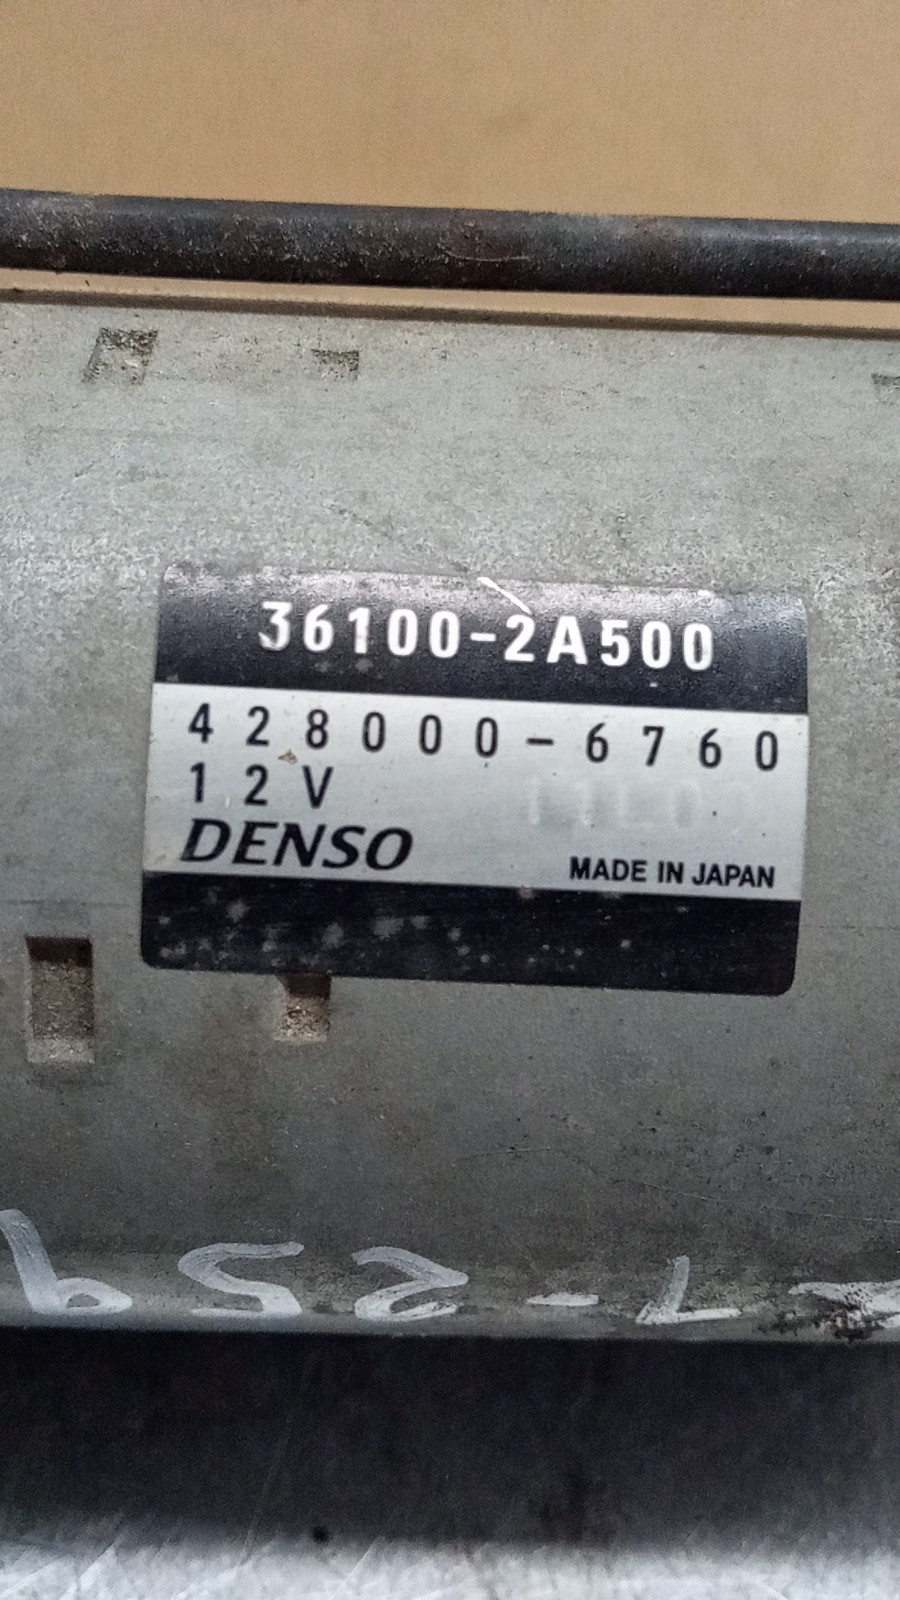 36100-2A500
428000-6760
12V
DENSO
MADE IN JAPAN